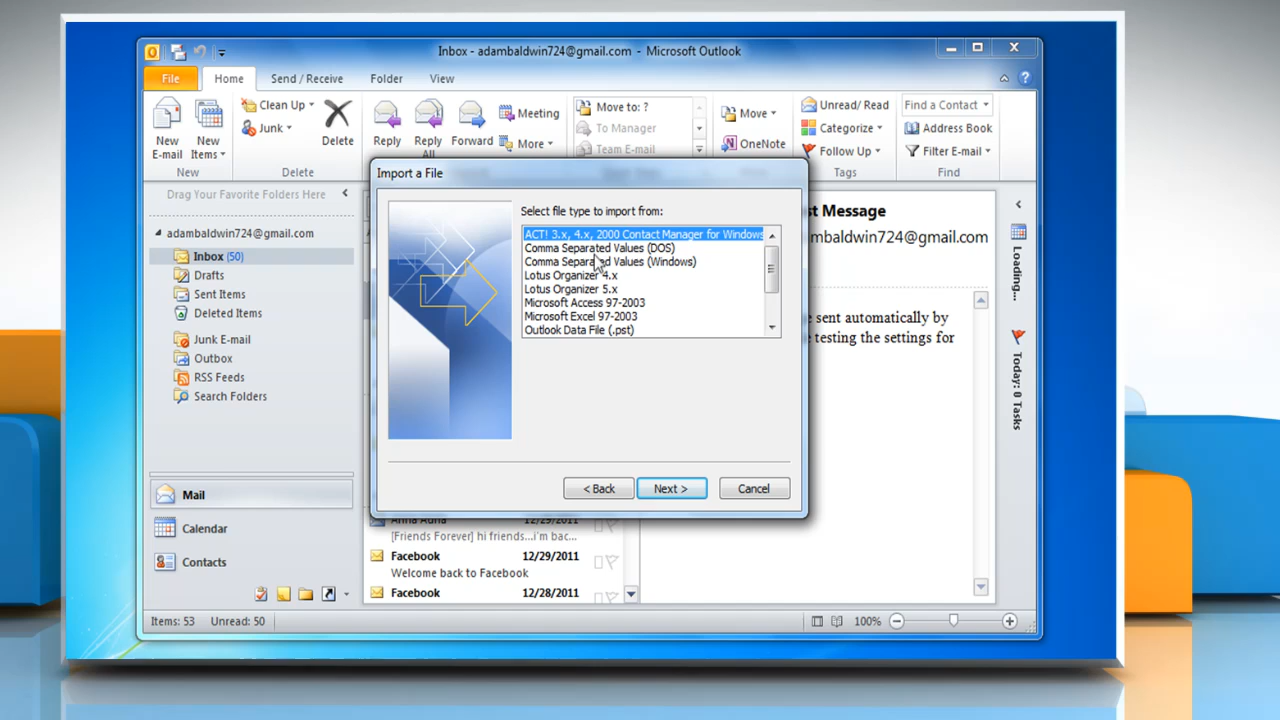 Inbox - adambaldwin724@gmail.com - Microsoft Outlook
File Home Send / Receive Folder View
New E-mail
New Items
Clean Up
Junk
Delete
Reply
Reply All
Forward
Meeting
More
Move to: ?
To Manager
Team E-mail
Move
OneNote
Unread/ Read
Categorize
Follow Up
Find a Contact
Address Book
Filter E-mail
New
Delete
Tags
Find
Drag Your Favorite Folders Here
adambaldwin724@gmail.com
Inbox (50)
Drafts
Sent Items
Deleted Items
Junk E-mail
Outbox
RSS Feeds
Search Folders
Mail
Calendar
Contacts
Import a File
Select file type to import from:
ACT! 3.x, 4.x, 2000 Contact Manager for Windows
Comma Separated Values (DOS)
Comma Separated Values (Windows)
Lotus Organizer 4.x
Lotus Organizer 5.x
Microsoft Access 97-2003
Microsoft Excel 97-2003
Outlook Data File (.pst)
< Back Next > Cancel
12/29/2011
[Friends Forever] hi friends...i'm bac...
Facebook 12/29/2011
Welcome back to Facebook
Facebook 12/28/2011
Message
mbaldwin724@gmail.com
sent automatically by
testing the settings for
Loading...
Today: 0 Tasks
Items: 53 Unread: 50
100%